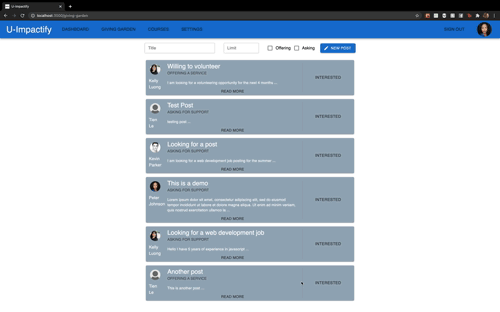 U-Impactify
localhost:3000/giving-garden
U-Impactify
DASHBOARD GIVING GARDEN COURSES SETTINGS SIGN OUT
Title Limit Offering Asking NEW POST
Willing to volunteer
OFFERING A SERVICE
Kelly
Luong
I am looking for a volunteering opportunity for the next 4 months ...
INTERESTED
READ MORE
Test Post
ASKING FOR SUPPORT
Tien
Le
testing post ...
INTERESTED
READ MORE
Looking for a post
ASKING FOR SUPPORT
Kevin
Parker
I am looking for a web development job posting for the summer ...
INTERESTED
READ MORE
This is a demo
ASKING FOR SUPPORT
Peter
Johnson
Lorem ipsum dolor sit amet, consectetur adipiscing elit, sed do eiusmod
tempor incididunt ut labore et dolore magna aliqua. Ut enim ad minim veniam,
quis nostrud exercitation ullamco la ...
INTERESTED
READ MORE
Looking for a web development job
ASKING FOR SUPPORT
Kelly
Luong
Hello I have 6 years of experience in javascript ...
INTERESTED
READ MORE
Another post
OFFERING A SERVICE
Tien
Le
This is another post ...
INTERESTED
READ MORE